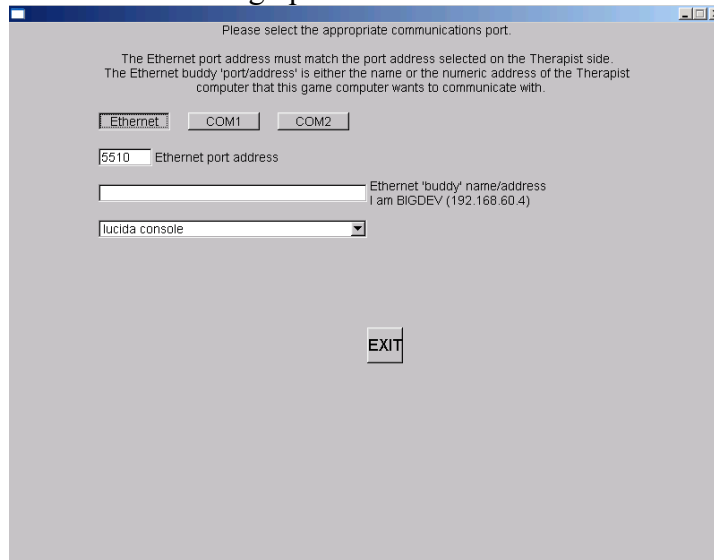 Please select the appropriate communications port.
The Ethernet port address must match the port address selected on the Therapist side.
The Ethernet buddy 'port/address' is either the name or the numeric address of the Therapist
computer that this game computer wants to communicate with.
Ethernet COM1 COM2
5510 Ethernet port address
Ethernet 'buddy' name/address
I am BIGDEV (192.168.60.4)
lucida console
EXIT